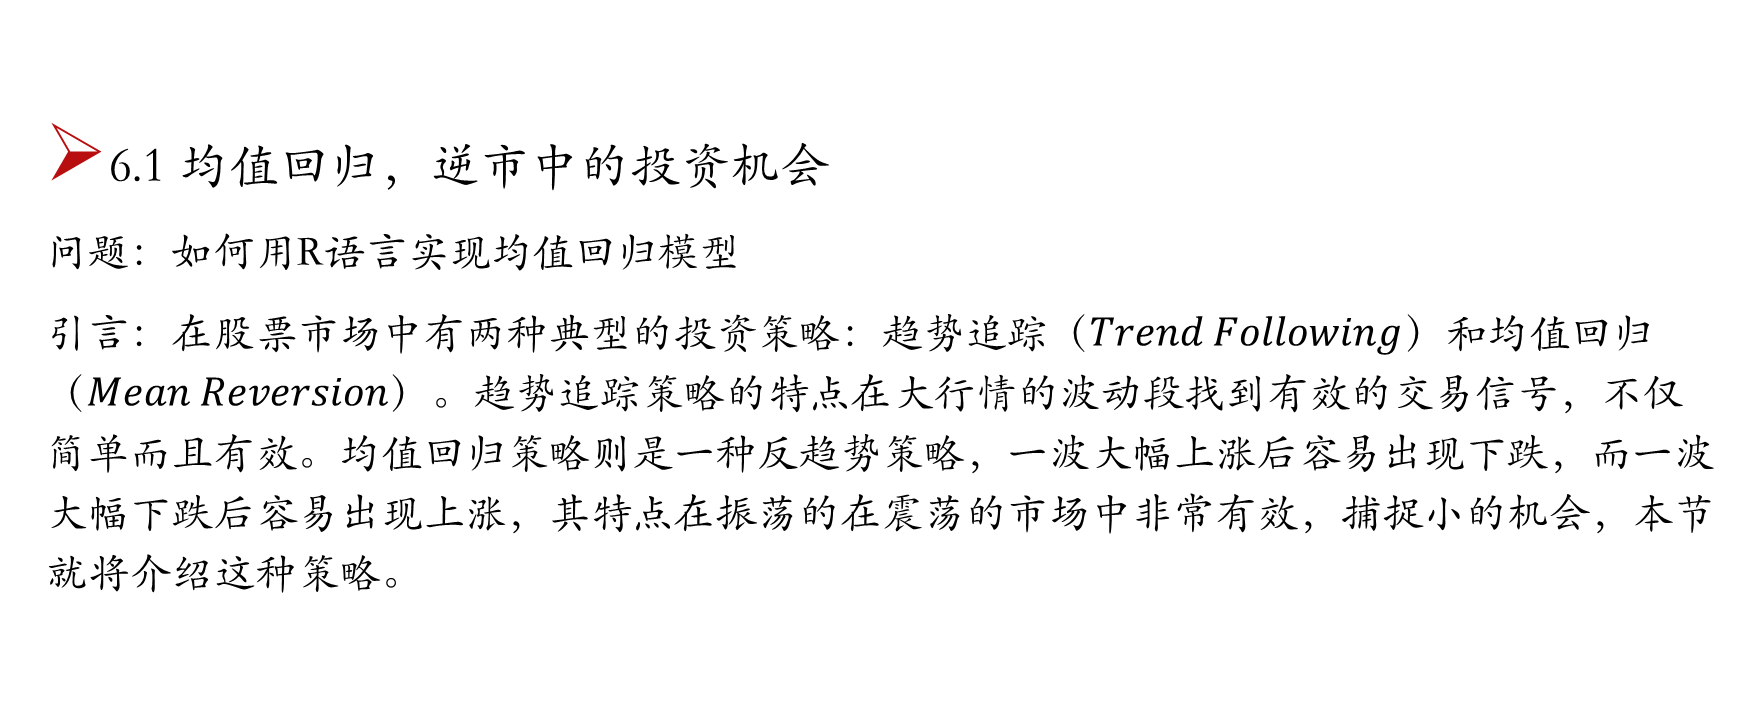 6.1 均值回归，逆市中的投资机会
问题：如何用R语言实现均值回归模型
引言：在股票市场中有两种典型的投资策略：趋势追踪（Trend Following）和均值回归
（Mean Reversion）。趋势追踪策略的特点在大行情的波动段找到有效的交易信号，不仅
简单而且有效。均值回归策略则是一种反趋势策略，一波大幅上涨后容易出现下跌，而一波
大幅下跌后容易出现上涨，其特点在振荡的在震荡的市场中非常有效，捕捉小的机会，本节
就将介绍这种策略。